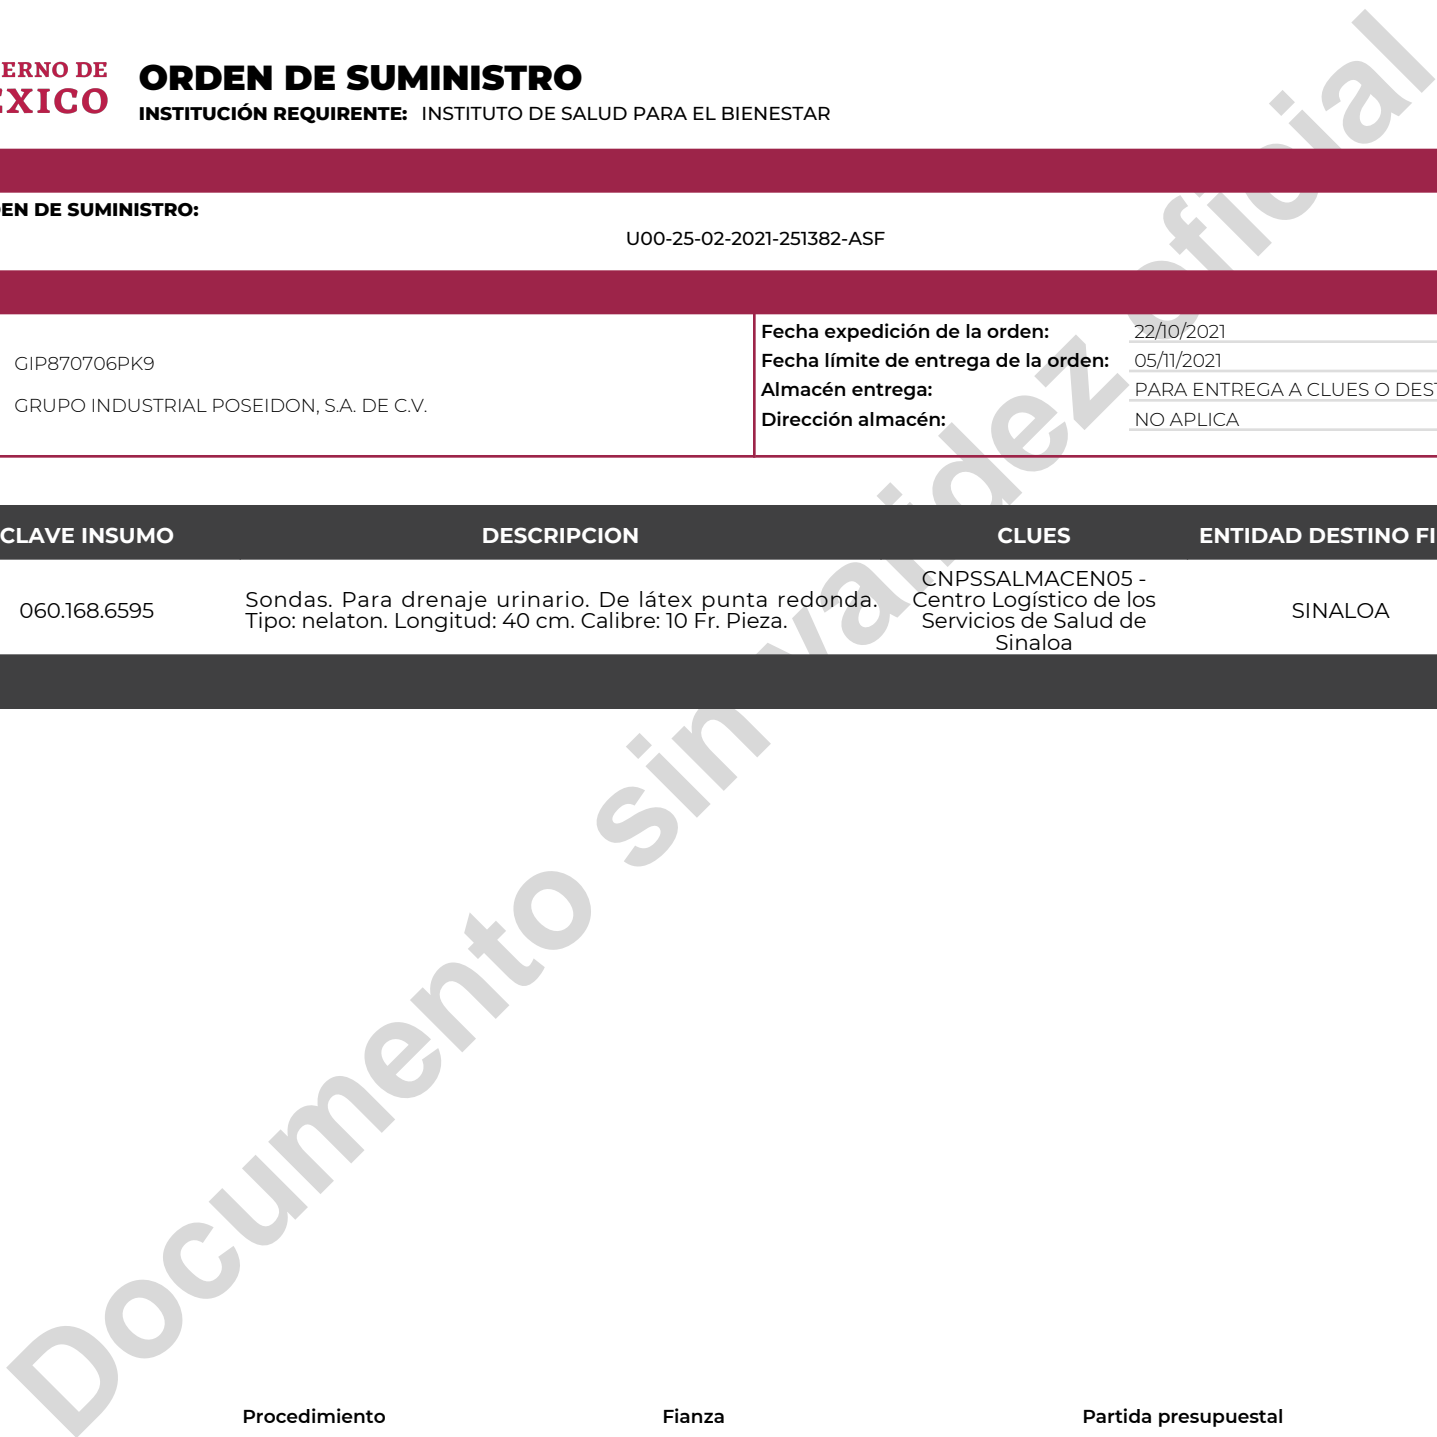 ERNO DE
EXICO
ORDEN DE SUMINISTRO
INSTITUCIÓN REQUIRENTE: INSTITUTO DE SALUD PARA EL BIENESTAR
EN DE SUMINISTRO:
U00-25-02-2021-251382-ASF
GIP870706PK9
GRUPO INDUSTRIAL POSEIDON, S.A. DE C.V.
Fecha expedición de la orden: 22/10/2021
Fecha límite de entrega de la orden: 05/11/2021
Almacén entrega: PARA ENTREGA A CLUES O DEST
Dirección almacén: NO APLICA
CLAVE INSUMO DESCRIPCION CLUES ENTIDAD DESTINO FI
060.168.6595
Sondas. Para drenaje urinario. De látex punta redonda.
Tipo: nelaton. Longitud: 40 cm. Calibre: 10 Fr. Pieza.
CNPSSALMACEN05 -
Centro Logístico de los
Servicios de Salud de
Sinaloa
SINALOA
Documento sin validez oficial
Procedimiento Fianza Partida presupuestal